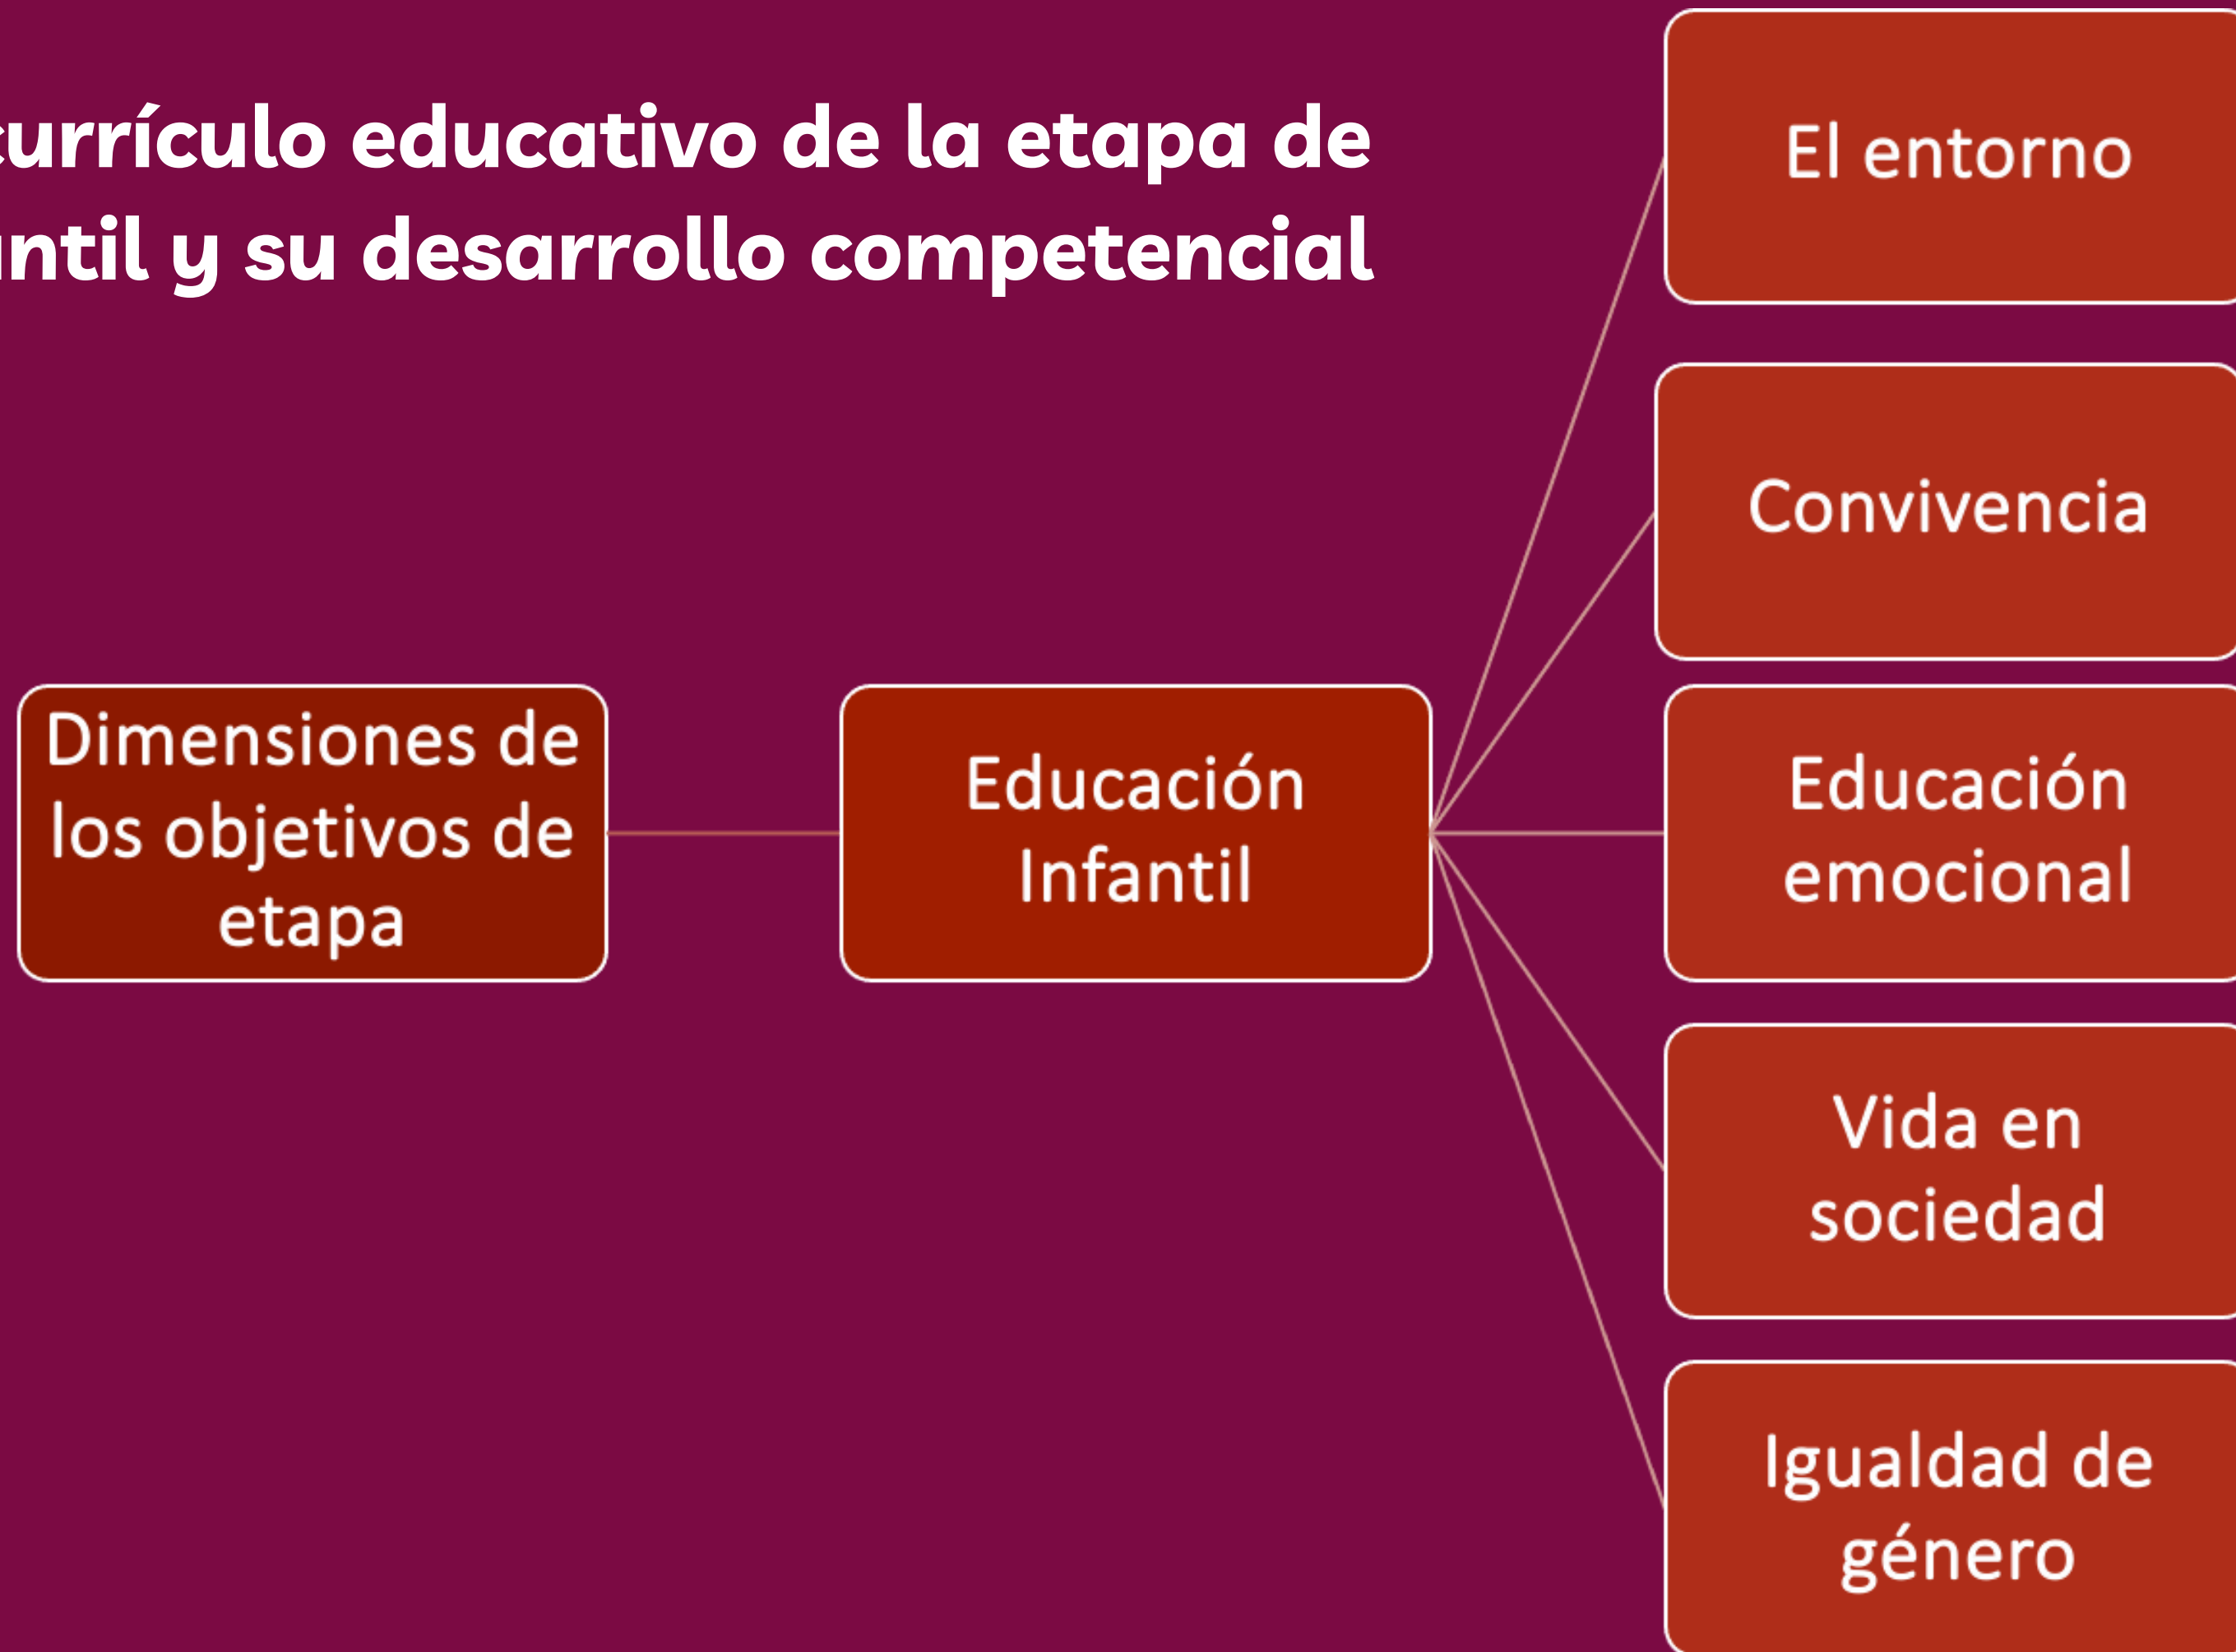 currículo educativo de la etapa de
ntil y su desarrollo competencial
El entorno
Convivencia
Dimensiones de
los objetivos de
etapa
Educación
Infantil
Educación
emocional
Vida en
sociedad
Igualdad de
género